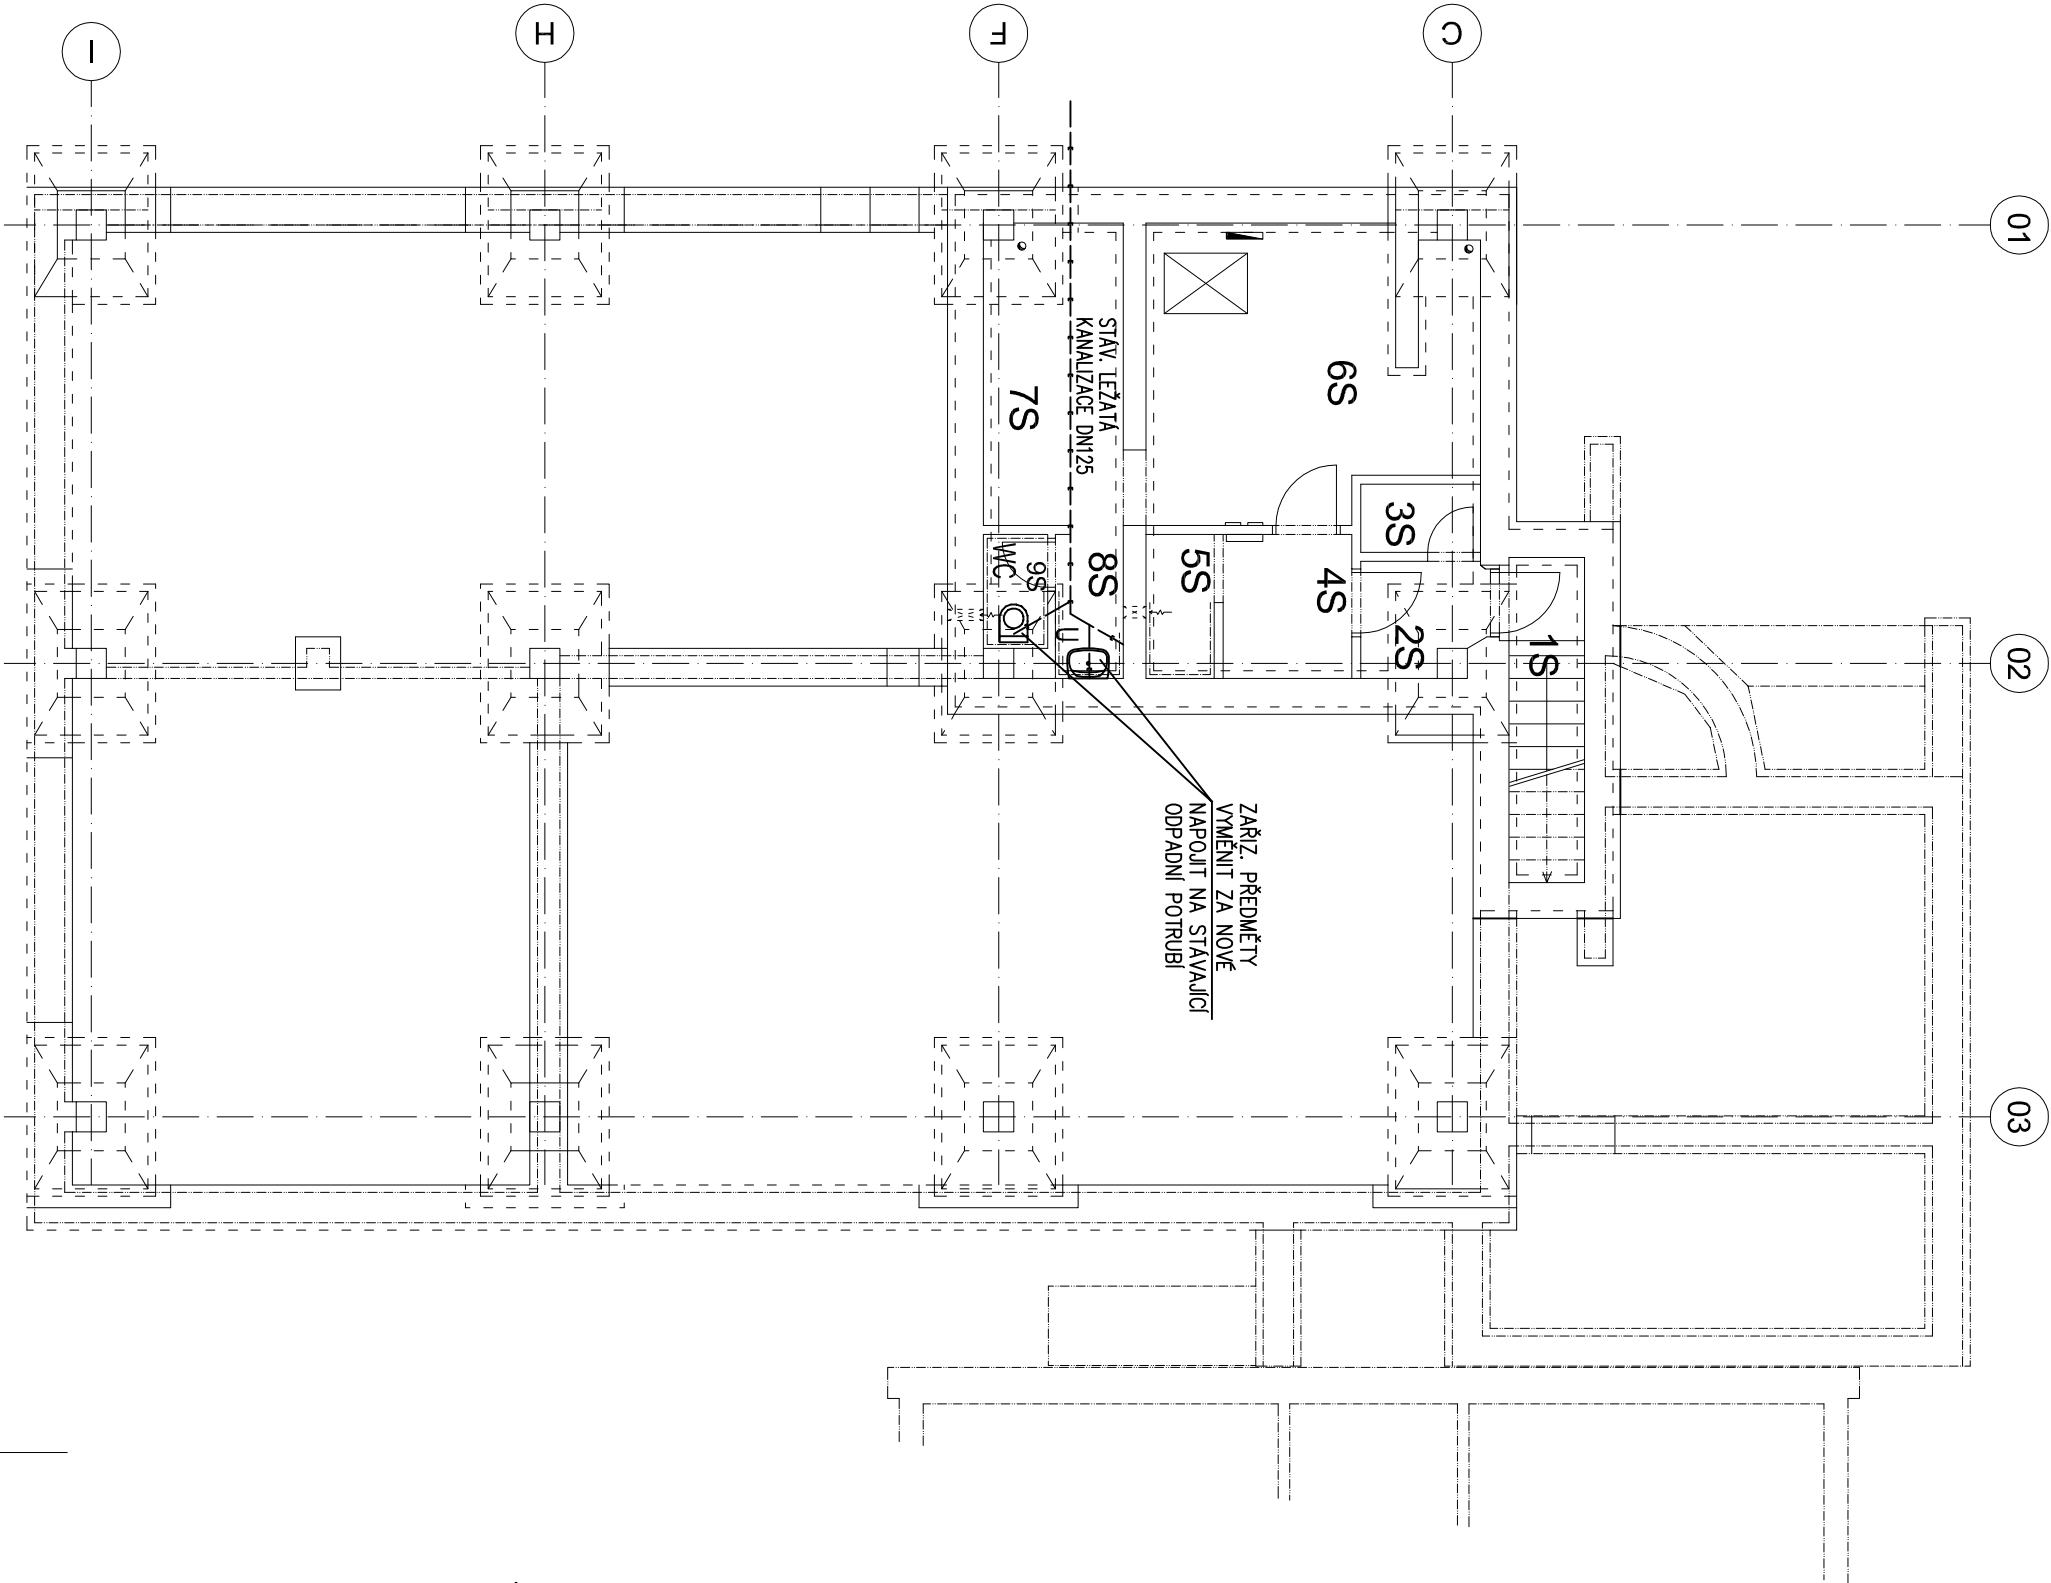 I
H
F
C
01
02
03
STÁV. LEŽATÁ
KANALIZACE DN125
7S
6S
3S
WC
9S
8S
5S
4S
2S
1S
U
ZAŘIZ. PŘEDMĚTY
VYMĚNIT ZA NOVÉ
NAPOJIT NA STÁVAJÍCÍ
ODPADNÍ POTRUBÍ